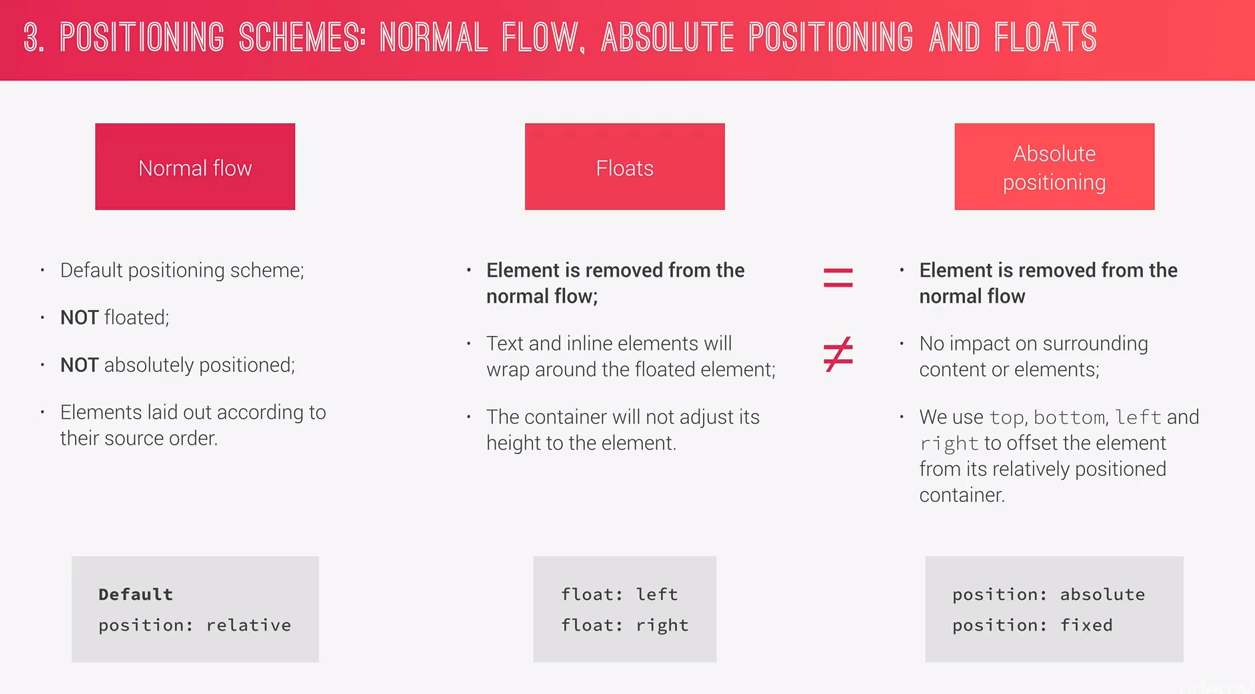 3. POSITIONING SCHEMES: NORMAL FLOW, ABSOLUTE POSITIONING AND FLOATS
Normal flow
• Default positioning scheme;
• NOT floated;
• NOT absolutely positioned;
• Elements laid out according to
their source order.
Default
position: relative
Floats
• Element is removed from the
normal flow;
• Text and inline elements will
wrap around the floated element;
• The container will not adjust its
height to the element.
float: left
float: right
=
≠
Absolute
positioning
• Element is removed from the
normal flow
• No impact on surrounding
content or elements;
• We use top, bottom, left and
right to offset the element
from its relatively positioned
container.
position: absolute
position: fixed